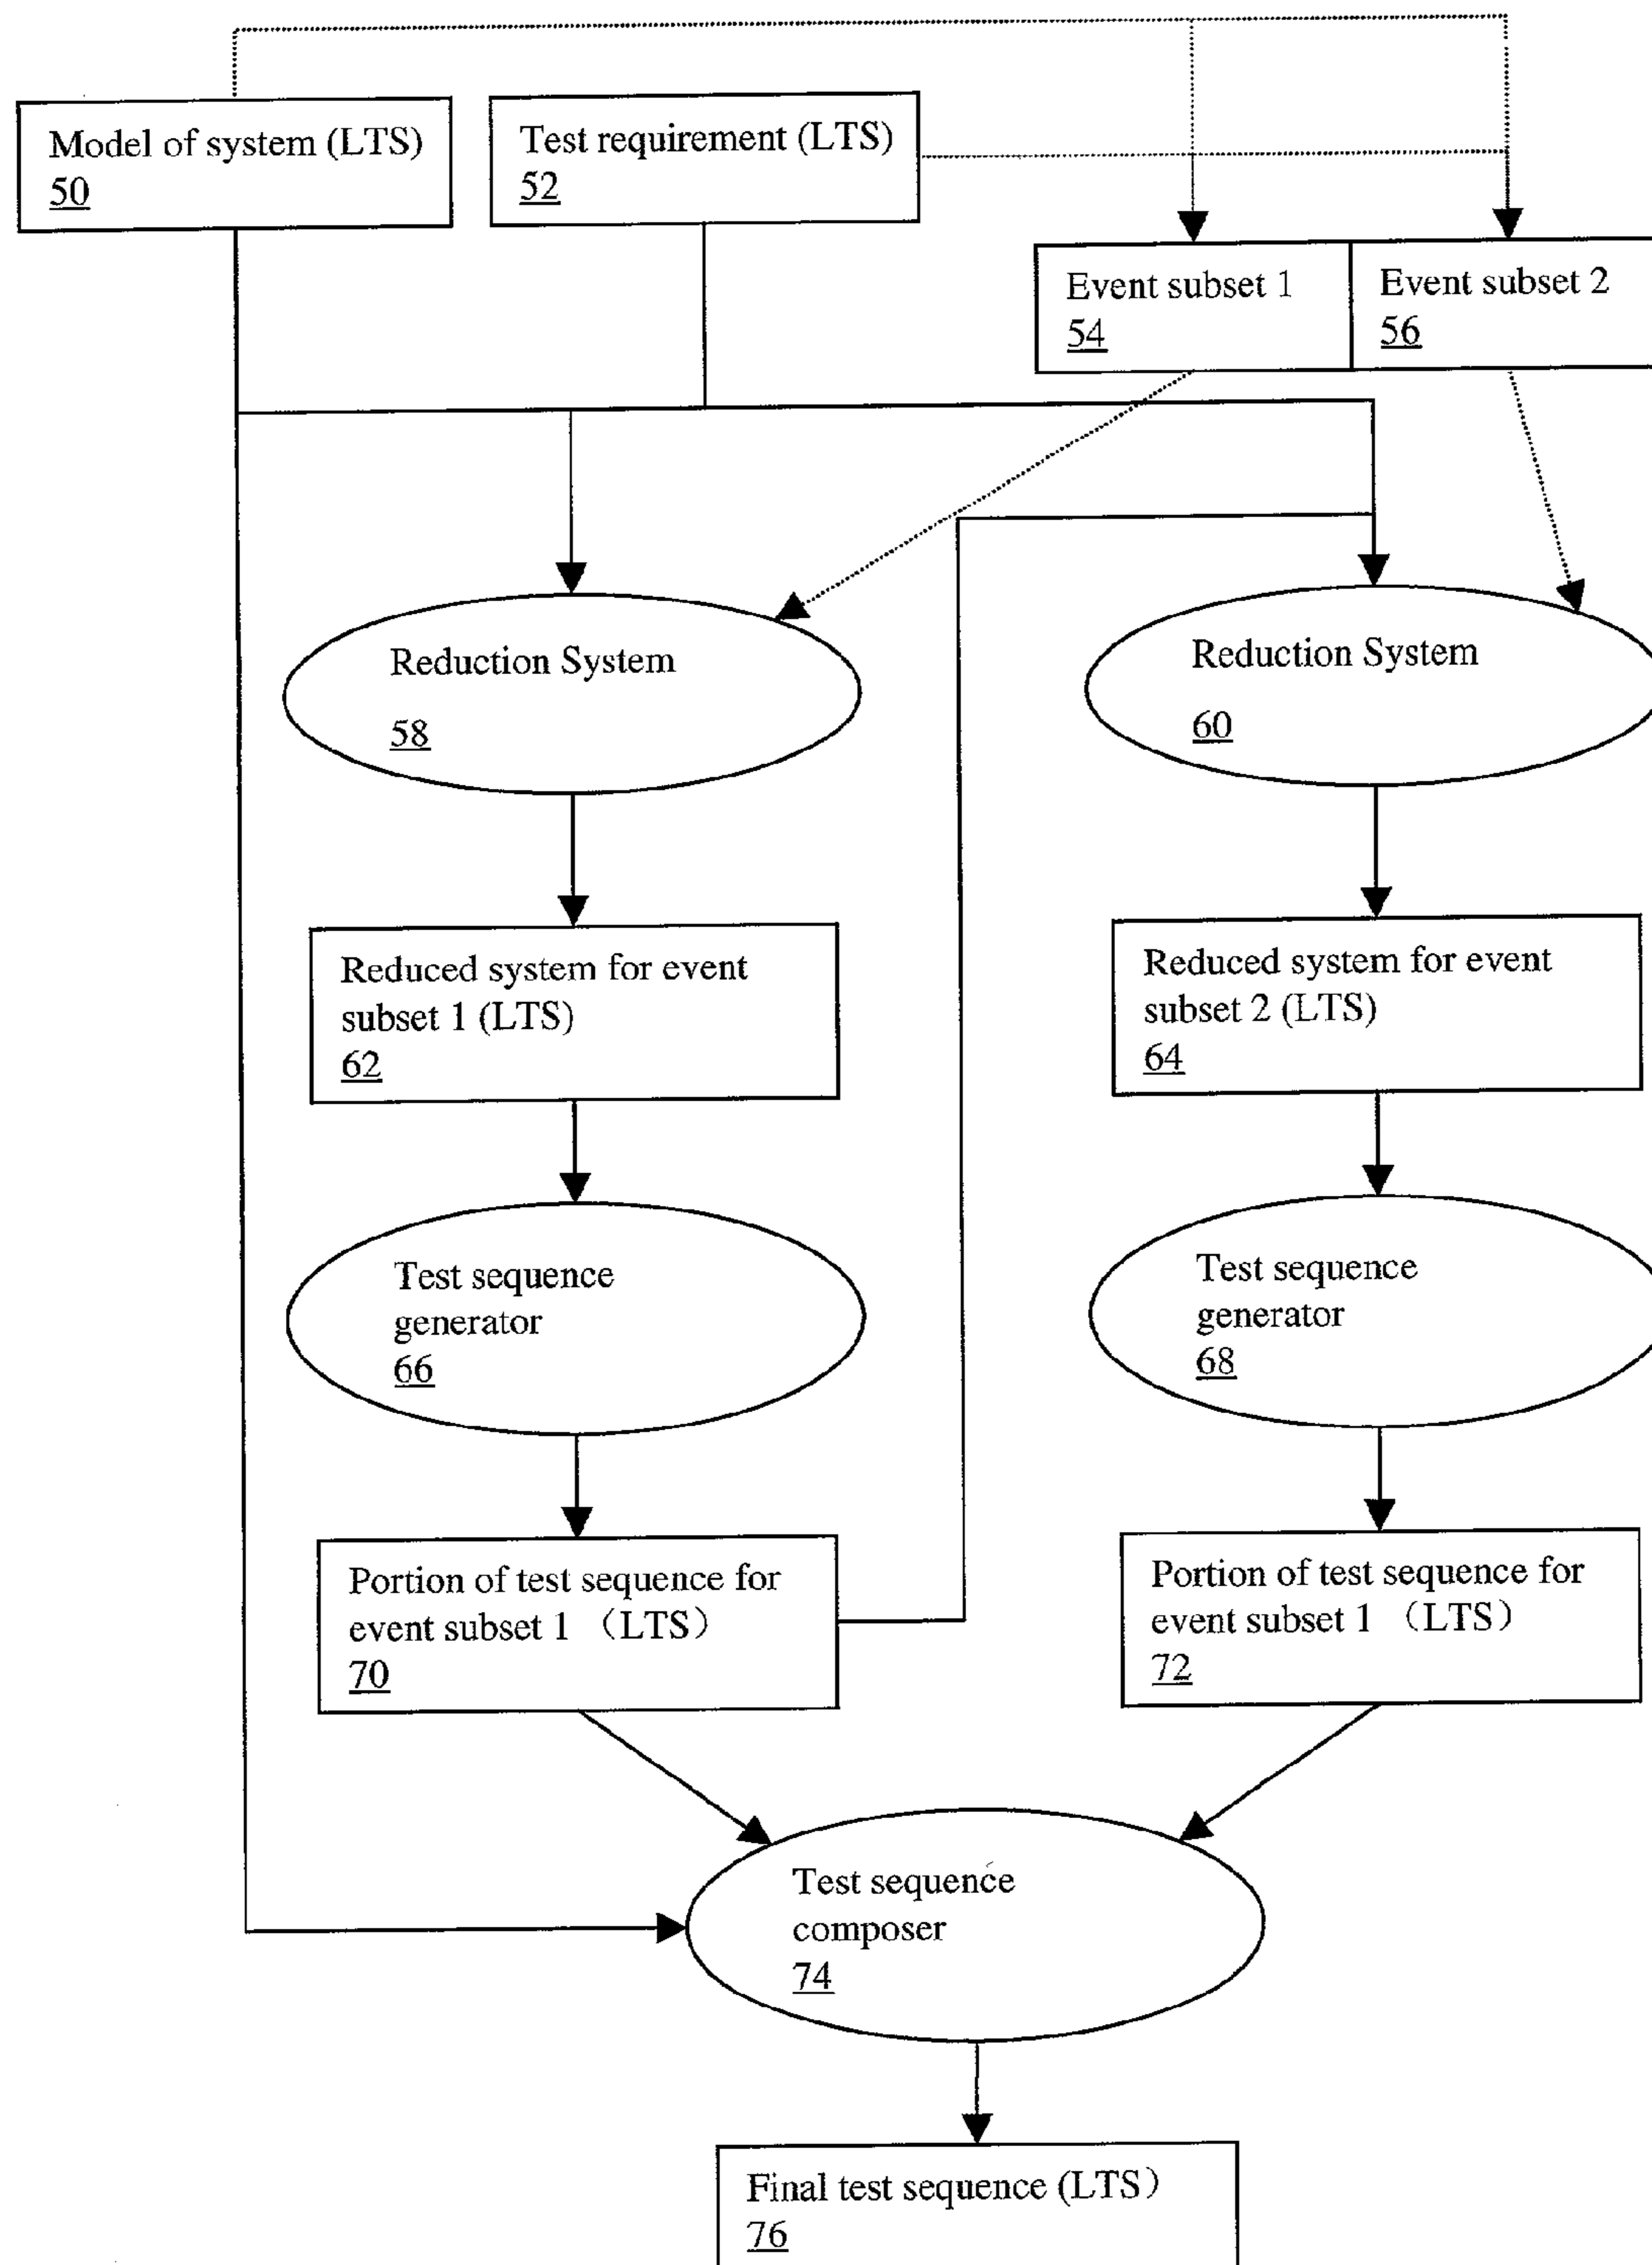 Model of system (LTS)
50
Test requirement (LTS)
52
Event subset 1
54
Event subset 2
56
Reduction System
58
Reduction System
60
Reduced system for event
subset 1 (LTS)
62
Reduced system for event
subset 2 (LTS)
64
Test sequence
generator
66
Test sequence
generator
68
Portion of test sequence for
event subset 1 （LTS）
70
Portion of test sequence for
event subset 1 （LTS）
72
Test sequence
composer
74
Final test sequence (LTS）
76